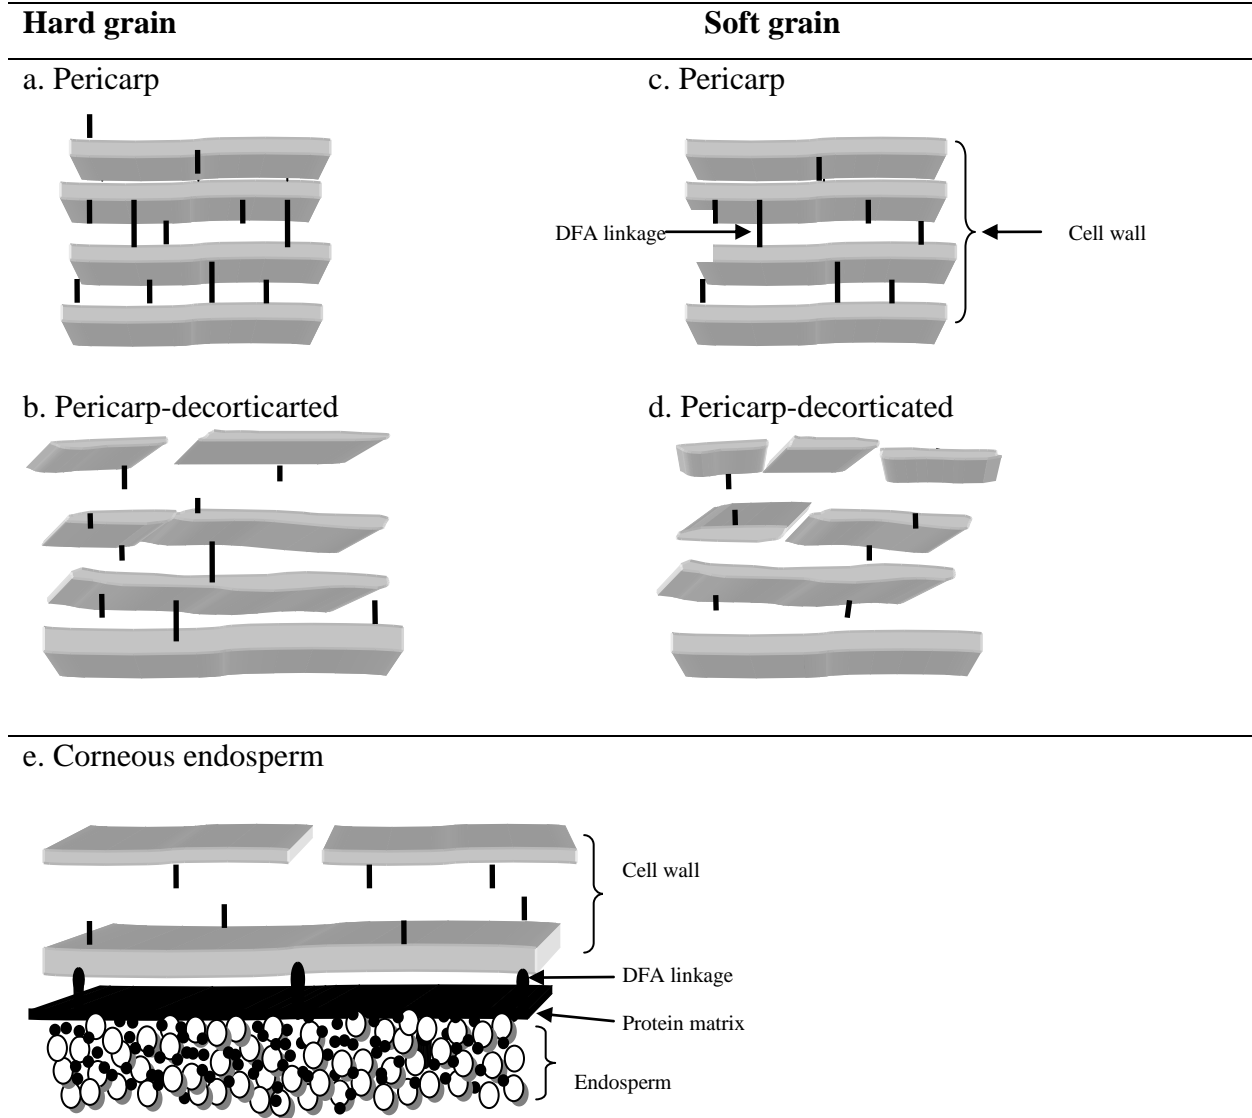 Hard grain
Soft grain
a. Pericarp
c. Pericarp
DFA linkage
Cell wall
b. Pericarp-decorticarted
d. Pericarp-decorticated
e. Corneous endosperm
Cell wall
DFA linkage
Protein matrix
Endosperm